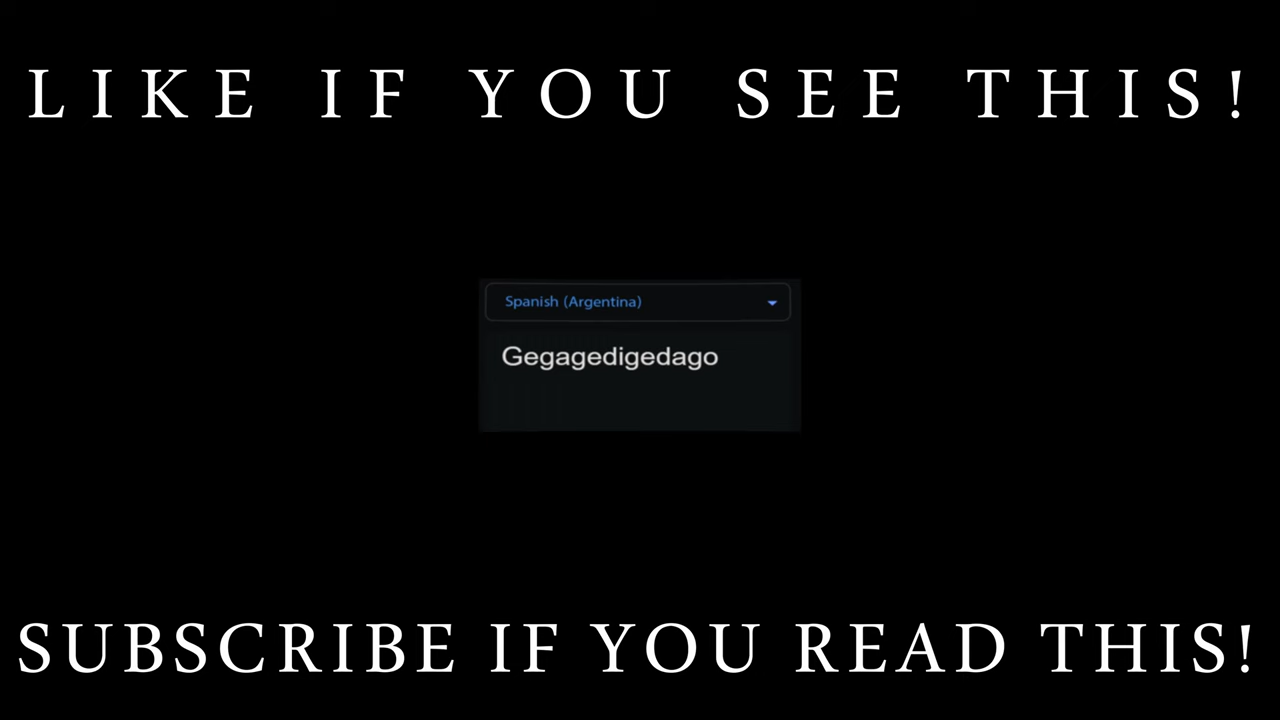 LIKE IF YOU SEE THIS!
Spanish (Argentina)
Gegagedigedago
SUBSCRIBE IF YOU READ THIS!